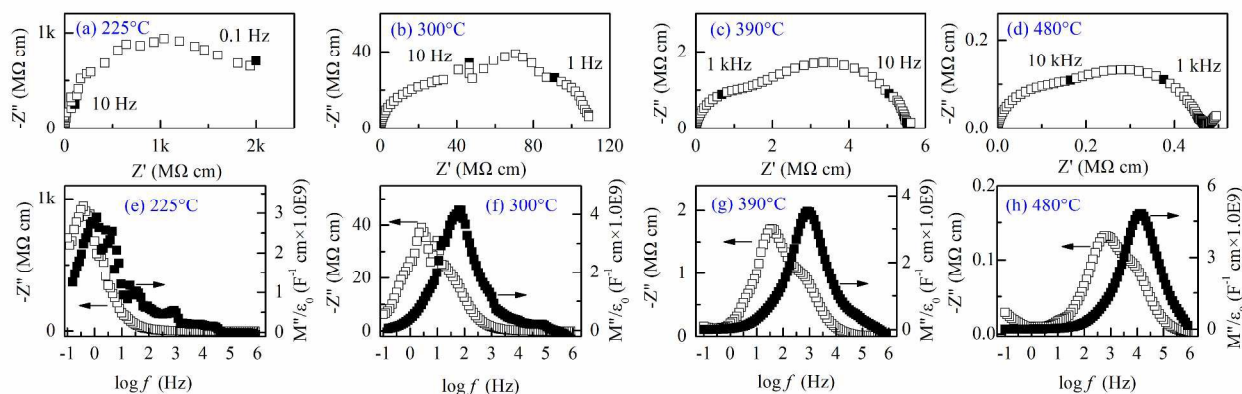 (a) 225°C
1k
0
-Z" (MΩ cm)
0.1 Hz
10 Hz
0 1k 2k
Z' (MΩ cm)
(b) 300°C
40
20
0
-Z" (MΩ cm)
10 Hz
1 Hz
0 40 80 120
Z' (MΩ cm)
(c) 390°C
2
1
0
-Z" (MΩ cm)
1 kHz
10 Hz
0 2 4 6
Z' (MΩ cm)
(d) 480°C
0.2
0.1
0.0
-Z" (MΩ cm)
10 kHz
1 kHz
0.0 0.2 0.4
Z' (MΩ cm)
(e) 225°C
1k
0
-Z" (MΩ cm)
3
2
1
0
M"/ε₀ (F⁻¹ cm×1.0E9)
-1 0 1 2 3 4 5 6
log f (Hz)
(f) 300°C
40
20
0
-Z" (MΩ cm)
4
2
0
M"/ε₀ (F⁻¹ cm×1.0E9)
-1 0 1 2 3 4 5 6
log f (Hz)
(g) 390°C
2
1
0
-Z" (MΩ cm)
4
3
2
1
0
M"/ε₀ (F⁻¹ cm×1.0E9)
-1 0 1 2 3 4 5 6
log f (Hz)
(h) 480°C
0.2
0.1
0.0
-Z" (MΩ cm)
6
4
2
0
M"/ε₀ (F⁻¹ cm×1.0E9)
-1 0 1 2 3 4 5 6
log f (Hz)